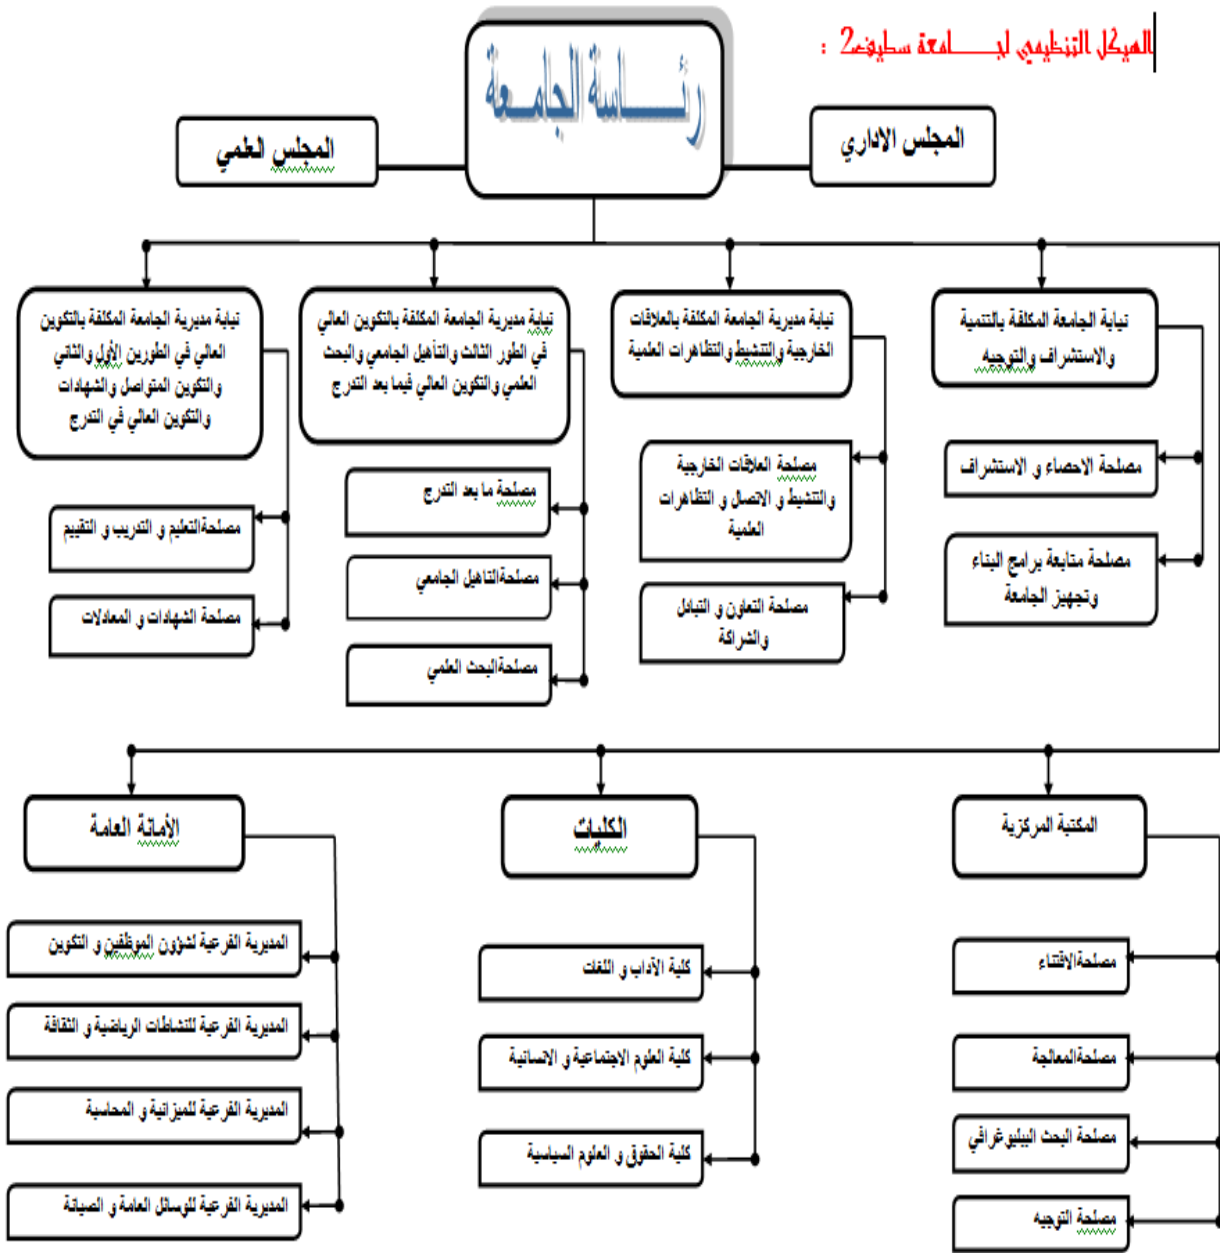 الهيكل التنظيمي لجـــــامعة سطيف2 :
رئـــــاسة الجامـــعة
المجلس الاداري
المجلس العلمي
نيابة الجامعة المكلفة بالتنمية
والاستشراف والتوجيه
مصلحة الاحصاء و الاستشراف
مصلحة متابعة برامج البناء
وتجهيز الجامعة
نيابة مديرية الجامعة المكلفة بالعلاقات
الخارجية والتنشيط والتظاهرات العلمية
مصلحة العلاقات الخارجية
والتنشيط و الاتصال و التظاهرات
العلمية
مصلحة التعاون و التبادل
والشراكة
نيابة مديرية الجامعة المكلفة بالتكوين العالي
في الطور الثالث والتأهيل الجامعي والبحث
العلمي والتكوين العالي فيما بعد التدرج
مصلحة ما بعد التدرج
مصلحةالتاهيل الجامعي
مصلحةالبحث العلمي
نيابة مديرية الجامعة المكلفة بالتكوين
العالي في الطورين الأول والثاني
والتكوين المتواصل والشهادات
والتكوين العالي في التدرج
مصلحةالتعليم و التدريب و التقييم
مصلحة الشهادات و المعادلات
المكتبة المركزية
مصلحةالاقتناء
مصلحةالمعالجة
مصلحة البحث البيليوغرافي
مصلحة التوجيه
الكليات
كلية الآداب و اللغات
كلية العلوم الاجتماعية و الانسانية
كلية الحقوق و العلوم السياسية
الأمانة العامة
المديرية الفرعية لشؤون الموظفين و التكوين
المديرية الفرعية للنشاطات الرياضية و الثقافة
المديرية الفرعية للميزانية و المحاسبة
المديرية الفرعية للوسائل العامة و الصيانة